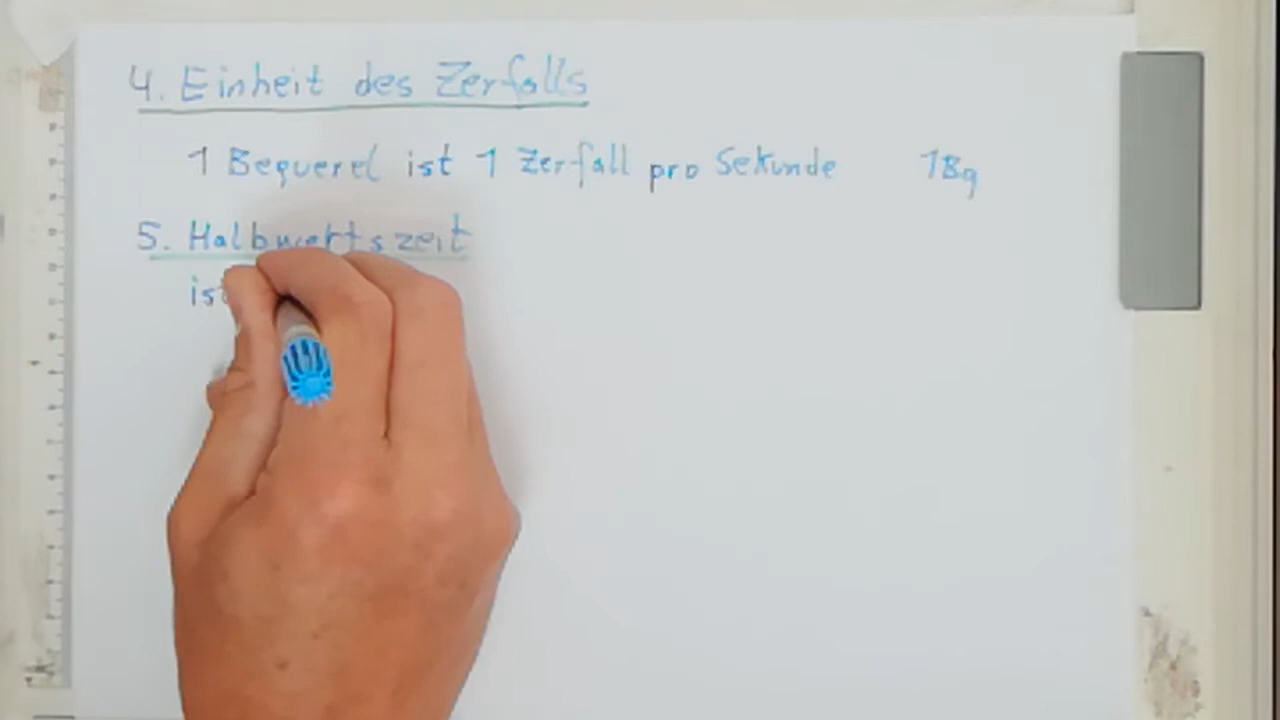 4. Einheit des Zerfalls
1 Bequerel ist 1 Zerfall pro Sekunde 1Bq
5. Halbwertszeit
ist